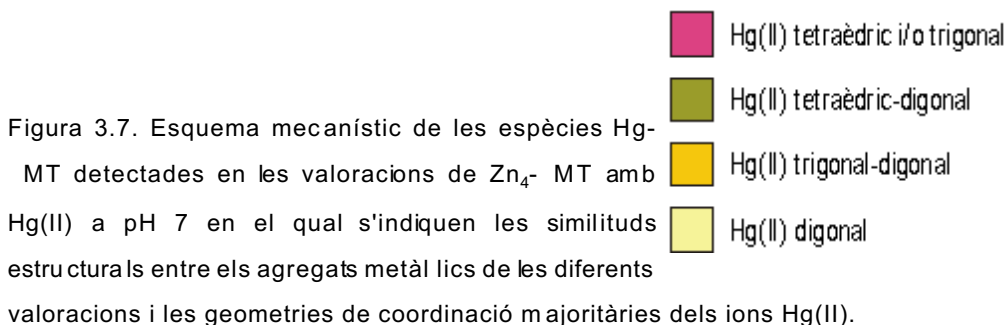 Hg(II) tetraèdric i/o trigonal
Hg(II) tetraèdric-digonal
Hg(II) trigonal-digonal
Hg(II) digonal
Figura 3.7. Esquema mecanístic de les espècies Hg-
MT detectades en les valoracions de Zn₄- MT amb
Hg(II) a pH 7 en el qual s'indiquen les similituds
estructurals entre els agregats metàl lics de les diferents
valoracions i les geometries de coordinació majoritàries dels ions Hg(II).